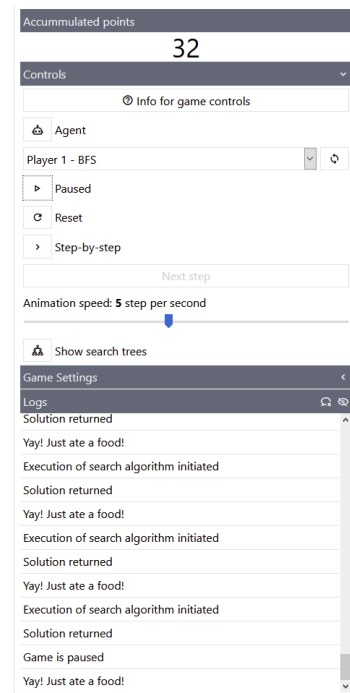 Accummulated points
32
Controls
Info for game controls
Agent
Player 1 - BFS
Paused
Reset
Step-by-step
Next step
Animation speed: 5 step per second
Show search trees
Game Settings
Logs
Solution returned
Yay! Just ate a food!
Execution of search algorithm initiated
Solution returned
Yay! Just ate a food!
Execution of search algorithm initiated
Solution returned
Yay! Just ate a food!
Execution of search algorithm initiated
Solution returned
Game is paused
Yay! Just ate a food!